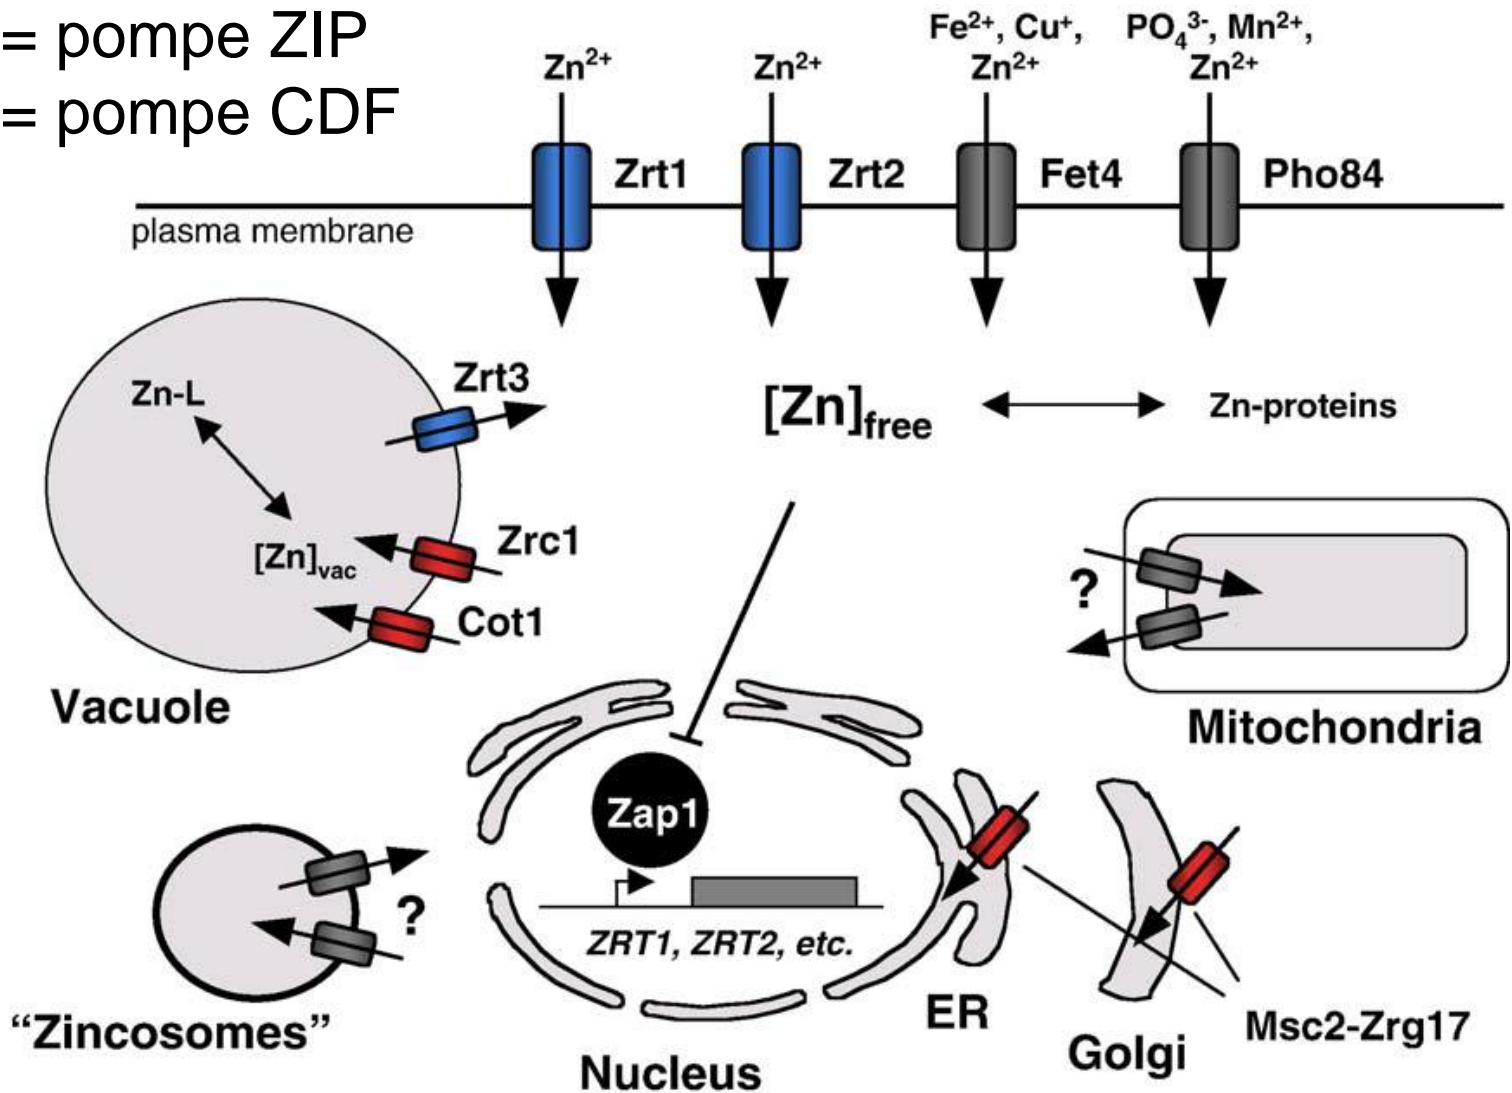 = pompe ZIP
= pompe CDF
Zn²⁺
Zn²⁺
Fe²⁺, Cu⁺,
Zn²⁺
PO₄³⁻, Mn²⁺,
Zn²⁺
Zrt1
Zrt2
Fet4
Pho84
plasma membrane
Zrt3
Zn-L
[Zn]free
Zn-proteins
Zrc1
[Zn]vac
Cot1
?
Vacuole
Mitochondria
Zap1
?
ZRT1, ZRT2, etc.
ER
Golgi
Msc2-Zrg17
“Zincosomes”
Nucleus